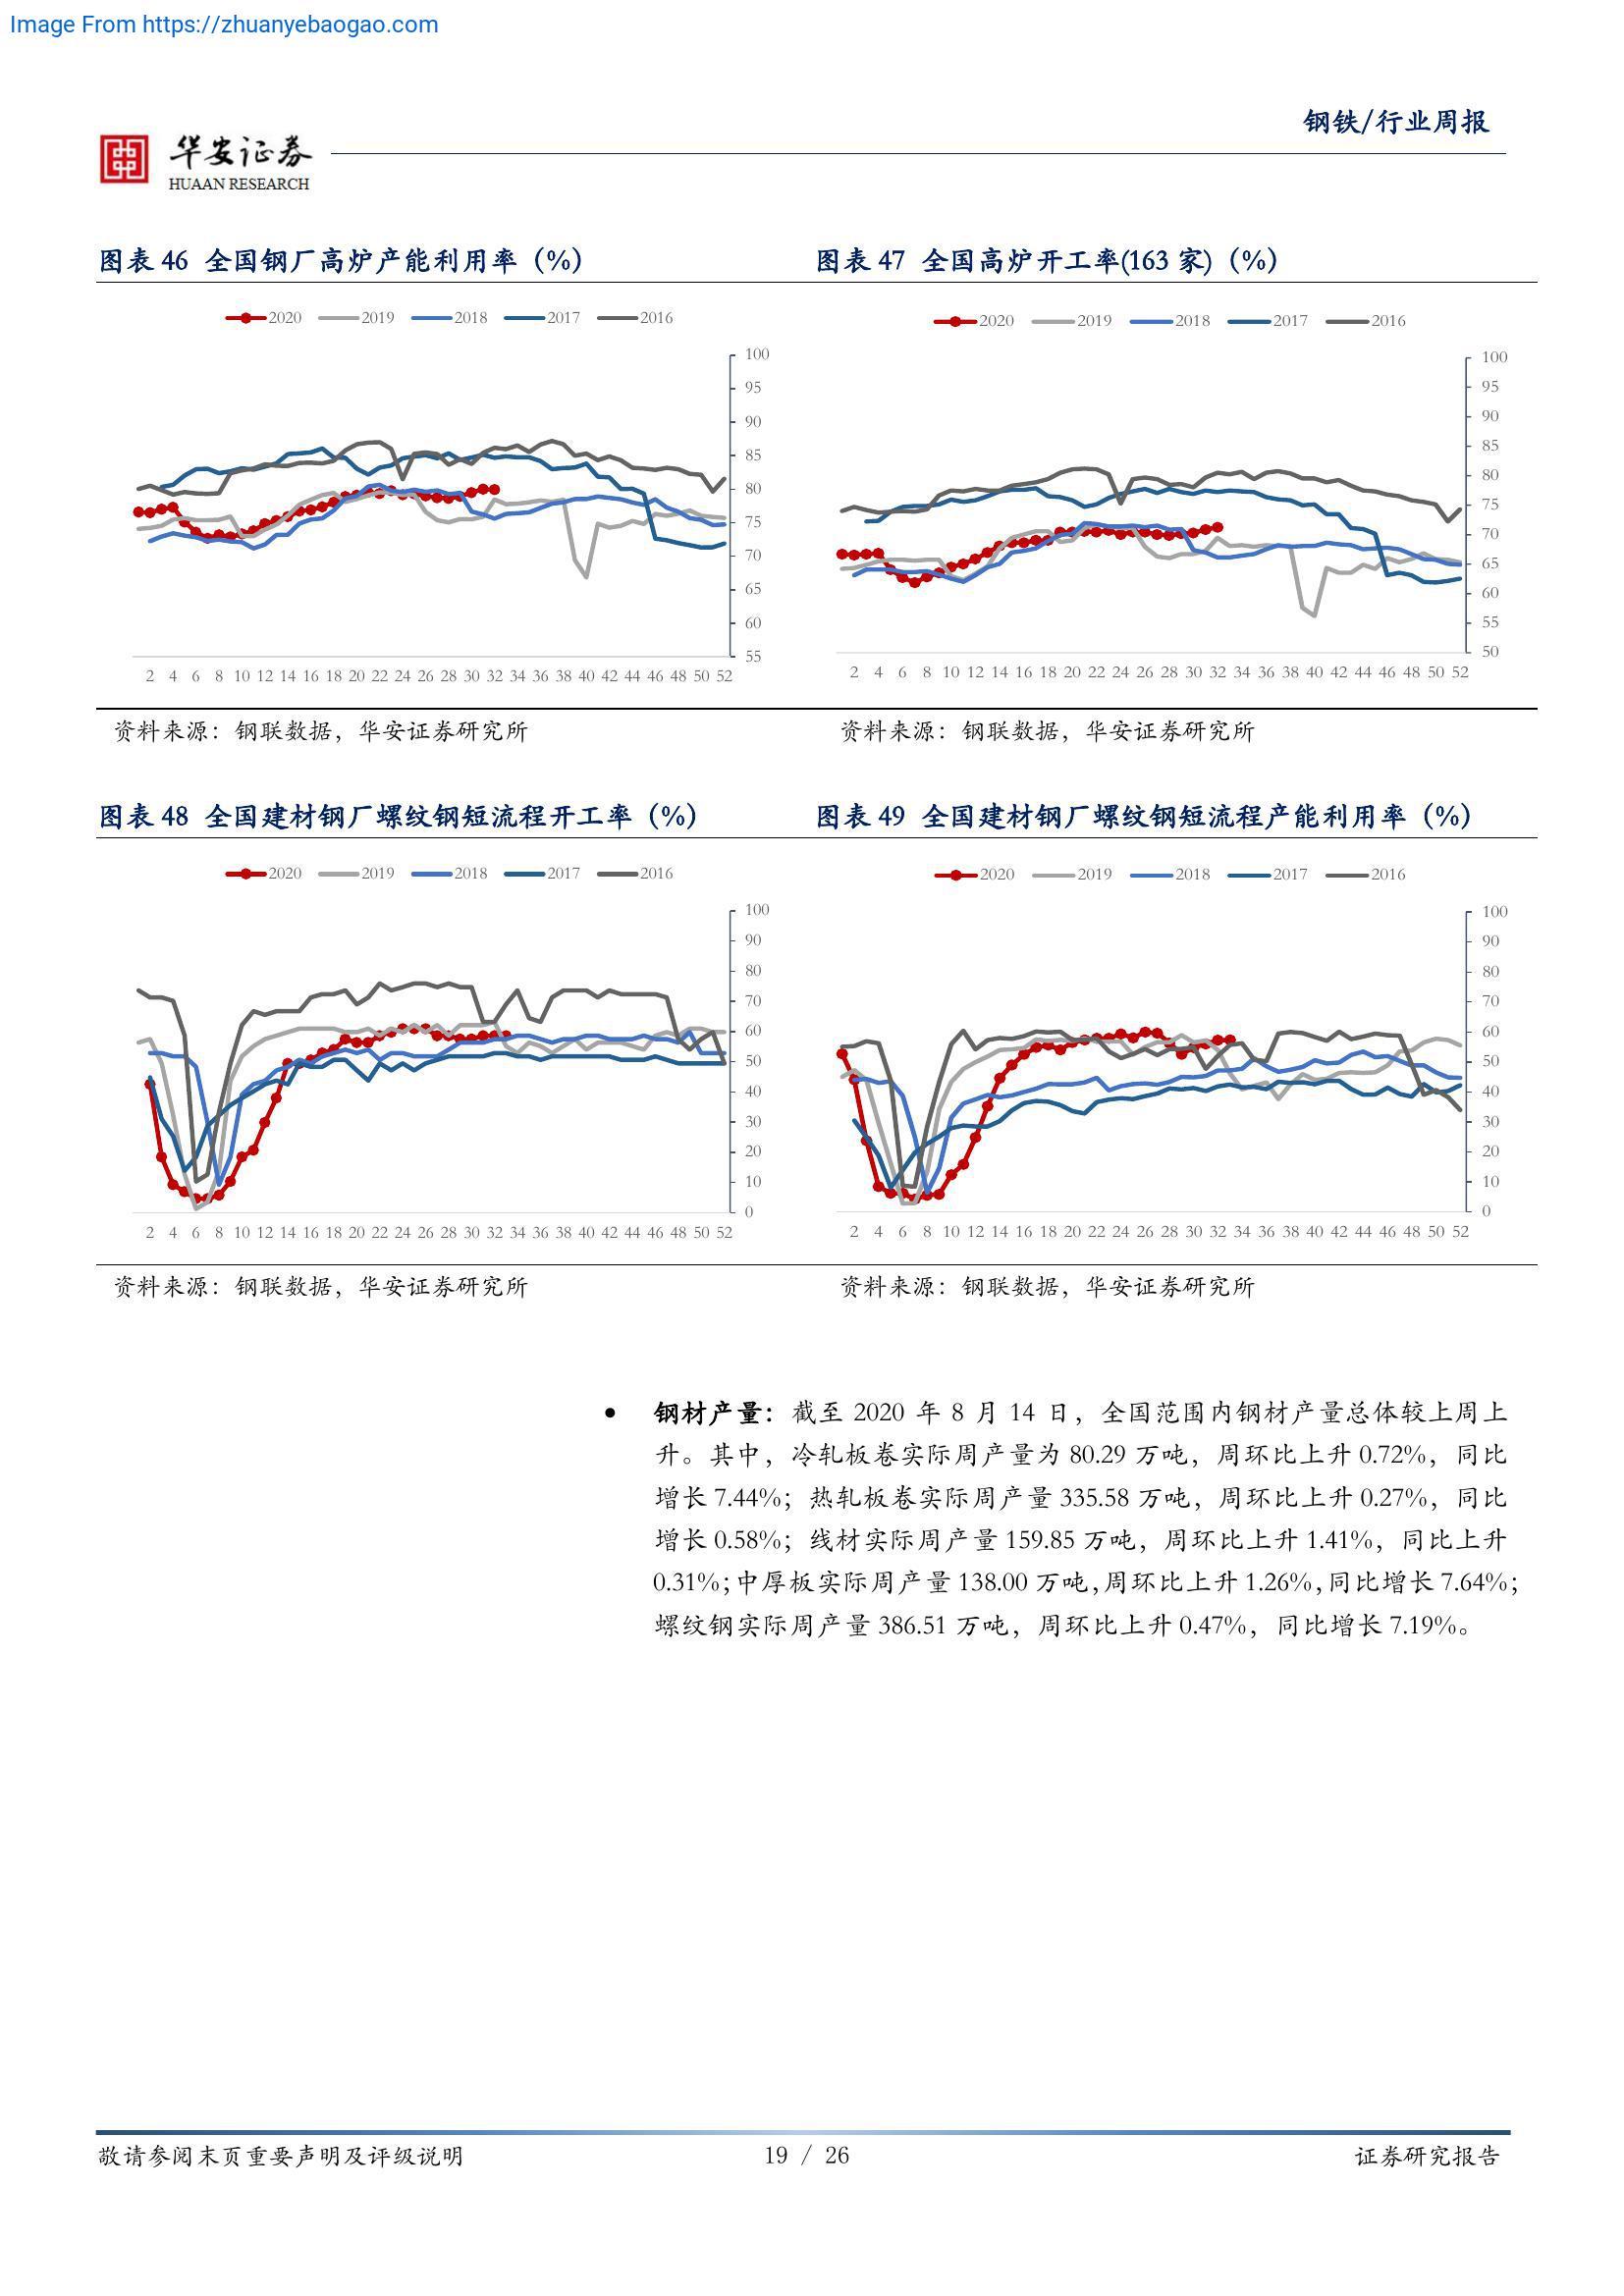 Image From https://zhuanyebaogao.com
钢铁/行业周报
华安证券
HUAAN RESEARCH
图表 46 全国钢厂高炉产能利用率（%）
图表 47 全国高炉开工率(163 家)（%）
2020 2019 2018 2017 2016
100
95
90
85
80
75
70
65
60
55
2 4 6 8 10 12 14 16 18 20 22 24 26 28 30 32 34 36 38 40 42 44 46 48 50 52
2020 2019 2018 2017 2016
100
95
90
85
80
75
70
65
60
55
50
2 4 6 8 10 12 14 16 18 20 22 24 26 28 30 32 34 36 38 40 42 44 46 48 50 52
资料来源：钢联数据，华安证券研究所
资料来源：钢联数据，华安证券研究所
图表 48 全国建材钢厂螺纹钢短流程开工率（%）
图表 49 全国建材钢厂螺纹钢短流程产能利用率（%）
2020 2019 2018 2017 2016
100
90
80
70
60
50
40
30
20
10
0
2 4 6 8 10 12 14 16 18 20 22 24 26 28 30 32 34 36 38 40 42 44 46 48 50 52
2020 2019 2018 2017 2016
100
90
80
70
60
50
40
30
20
10
0
2 4 6 8 10 12 14 16 18 20 22 24 26 28 30 32 34 36 38 40 42 44 46 48 50 52
资料来源：钢联数据，华安证券研究所
资料来源：钢联数据，华安证券研究所
● 钢材产量：截至 2020 年 8 月 14 日，全国范围内钢材产量总体较上周上
升。其中，冷轧板卷实际周产量为 80.29 万吨，周环比上升 0.72%，同比
增长 7.44%；热轧板卷实际周产量 335.58 万吨，周环比上升 0.27%，同比
增长 0.58%；线材实际周产量 159.85 万吨，周环比上升 1.41%，同比上升
0.31%；中厚板实际周产量 138.00 万吨，周环比上升 1.26%，同比增长 7.64%；
螺纹钢实际周产量 386.51 万吨，周环比上升 0.47%，同比增长 7.19%。
敬请参阅末页重要声明及评级说明
19 / 26
证券研究报告